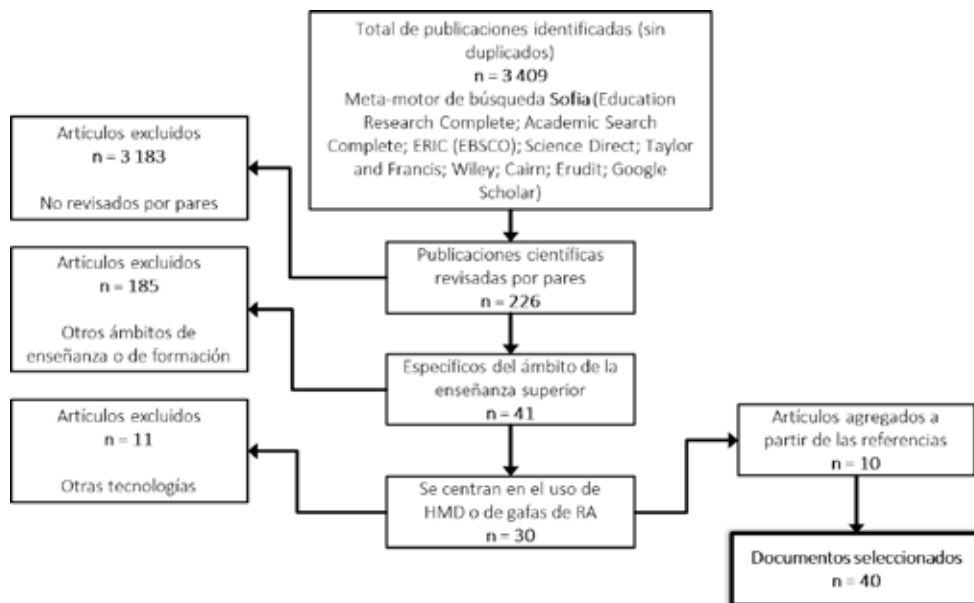 Total de publicaciones identificadas (sin
duplicados)
n = 3 409
Meta-motor de búsqueda Sofia (Education
Research Complete; Academic Search
Complete; ERIC (EBSCO); Science Direct; Taylor
and Francis; Wiley; Cairn; Erudit; Google
Scholar)
Artículos excluidos
n = 3 183
No revisados por pares
Publicaciones científicas
revisadas por pares
n = 226
Artículos excluidos
n = 185
Otros ámbitos de
enseñanza o de formación
Específicos del ámbito de la
enseñanza superior
n = 41
Artículos excluidos
n = 11
Otras tecnologías
Se centran en el uso de
HMD o de gafas de RA
n = 30
Artículos agregados a
partir de las referencias
n = 10
Documentos seleccionados
n = 40